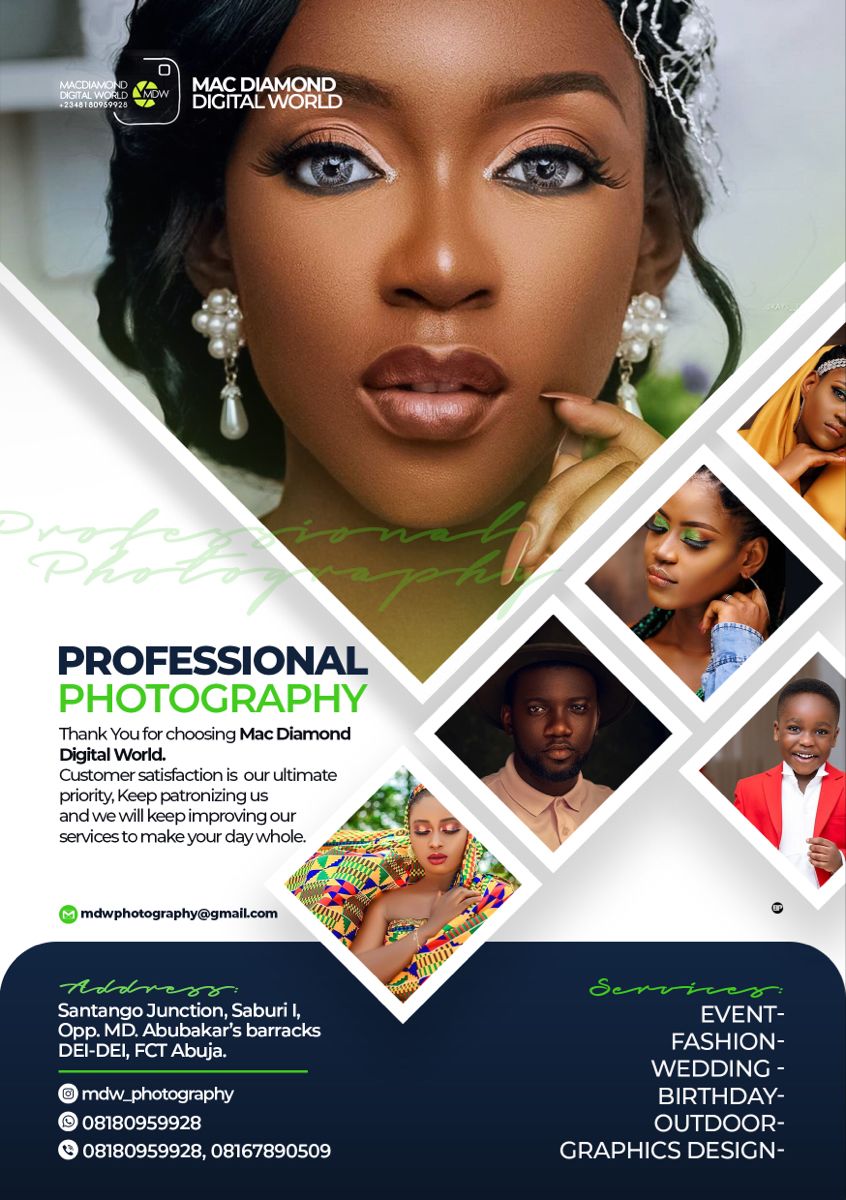 MACDIAMOND
DIGITAL WORLD
+2348180959928
MDW
MAC DIAMOND
DIGITAL WORLD
Professional
Photography
PROFESSIONAL
PHOTOGRAPHY
Thank You for choosing Mac Diamond
Digital World.
Customer satisfaction is our ultimate
priority, Keep patronizing us
and we will keep improving our
services to make your day whole.
mdwphotography@gmail.com
Address:
Santango Junction, Saburi I,
Opp. MD. Abubakar's barracks
DEI-DEI, FCT Abuja.
mdw_photography
08180959928
08180959928, 08167890509
Services:
EVENT-
FASHION-
WEDDING -
BIRTHDAY-
OUTDOOR-
GRAPHICS DESIGN-